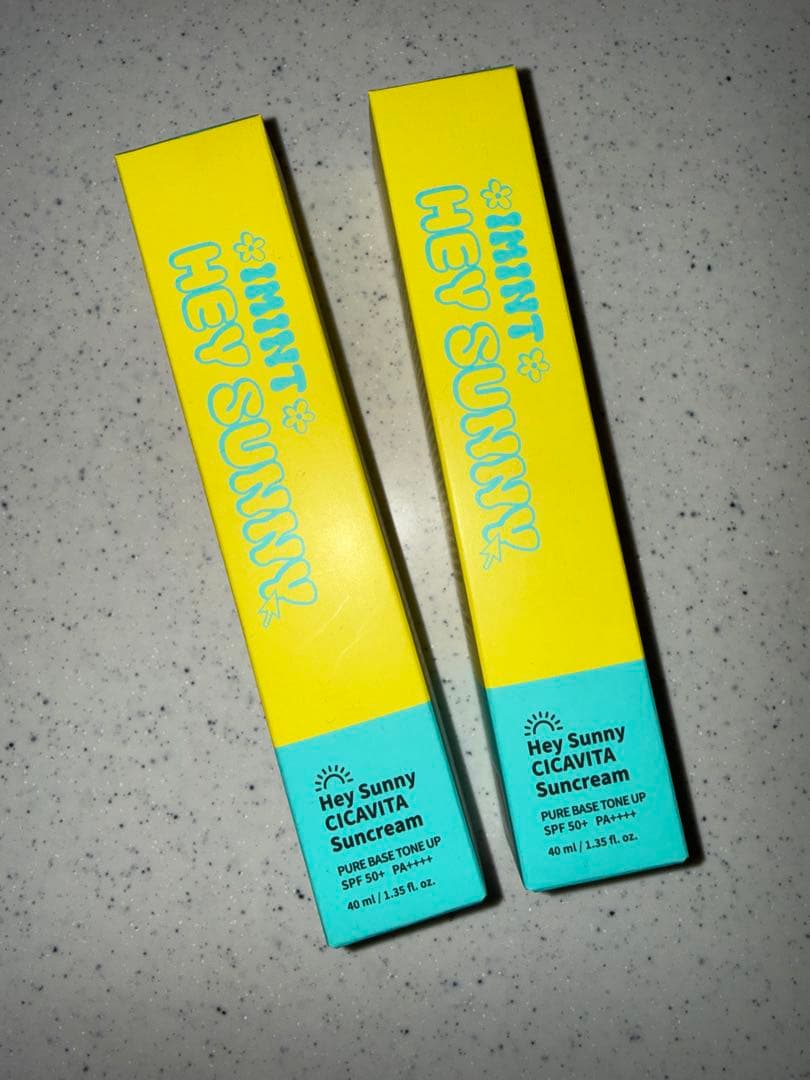 IMINT
HEY SUNNY
Hey Sunny
CICAVITA
Suncream
PURE BASE TONE UP
SPF 50+ PA++++
40 ml / 1.35 fl. oz.
IMINT
HEY SUNNY
Hey Sunny
CICAVITA
Suncream
PURE BASE TONE UP
SPF 50+ PA++++
40 ml / 1.35 fl. oz.